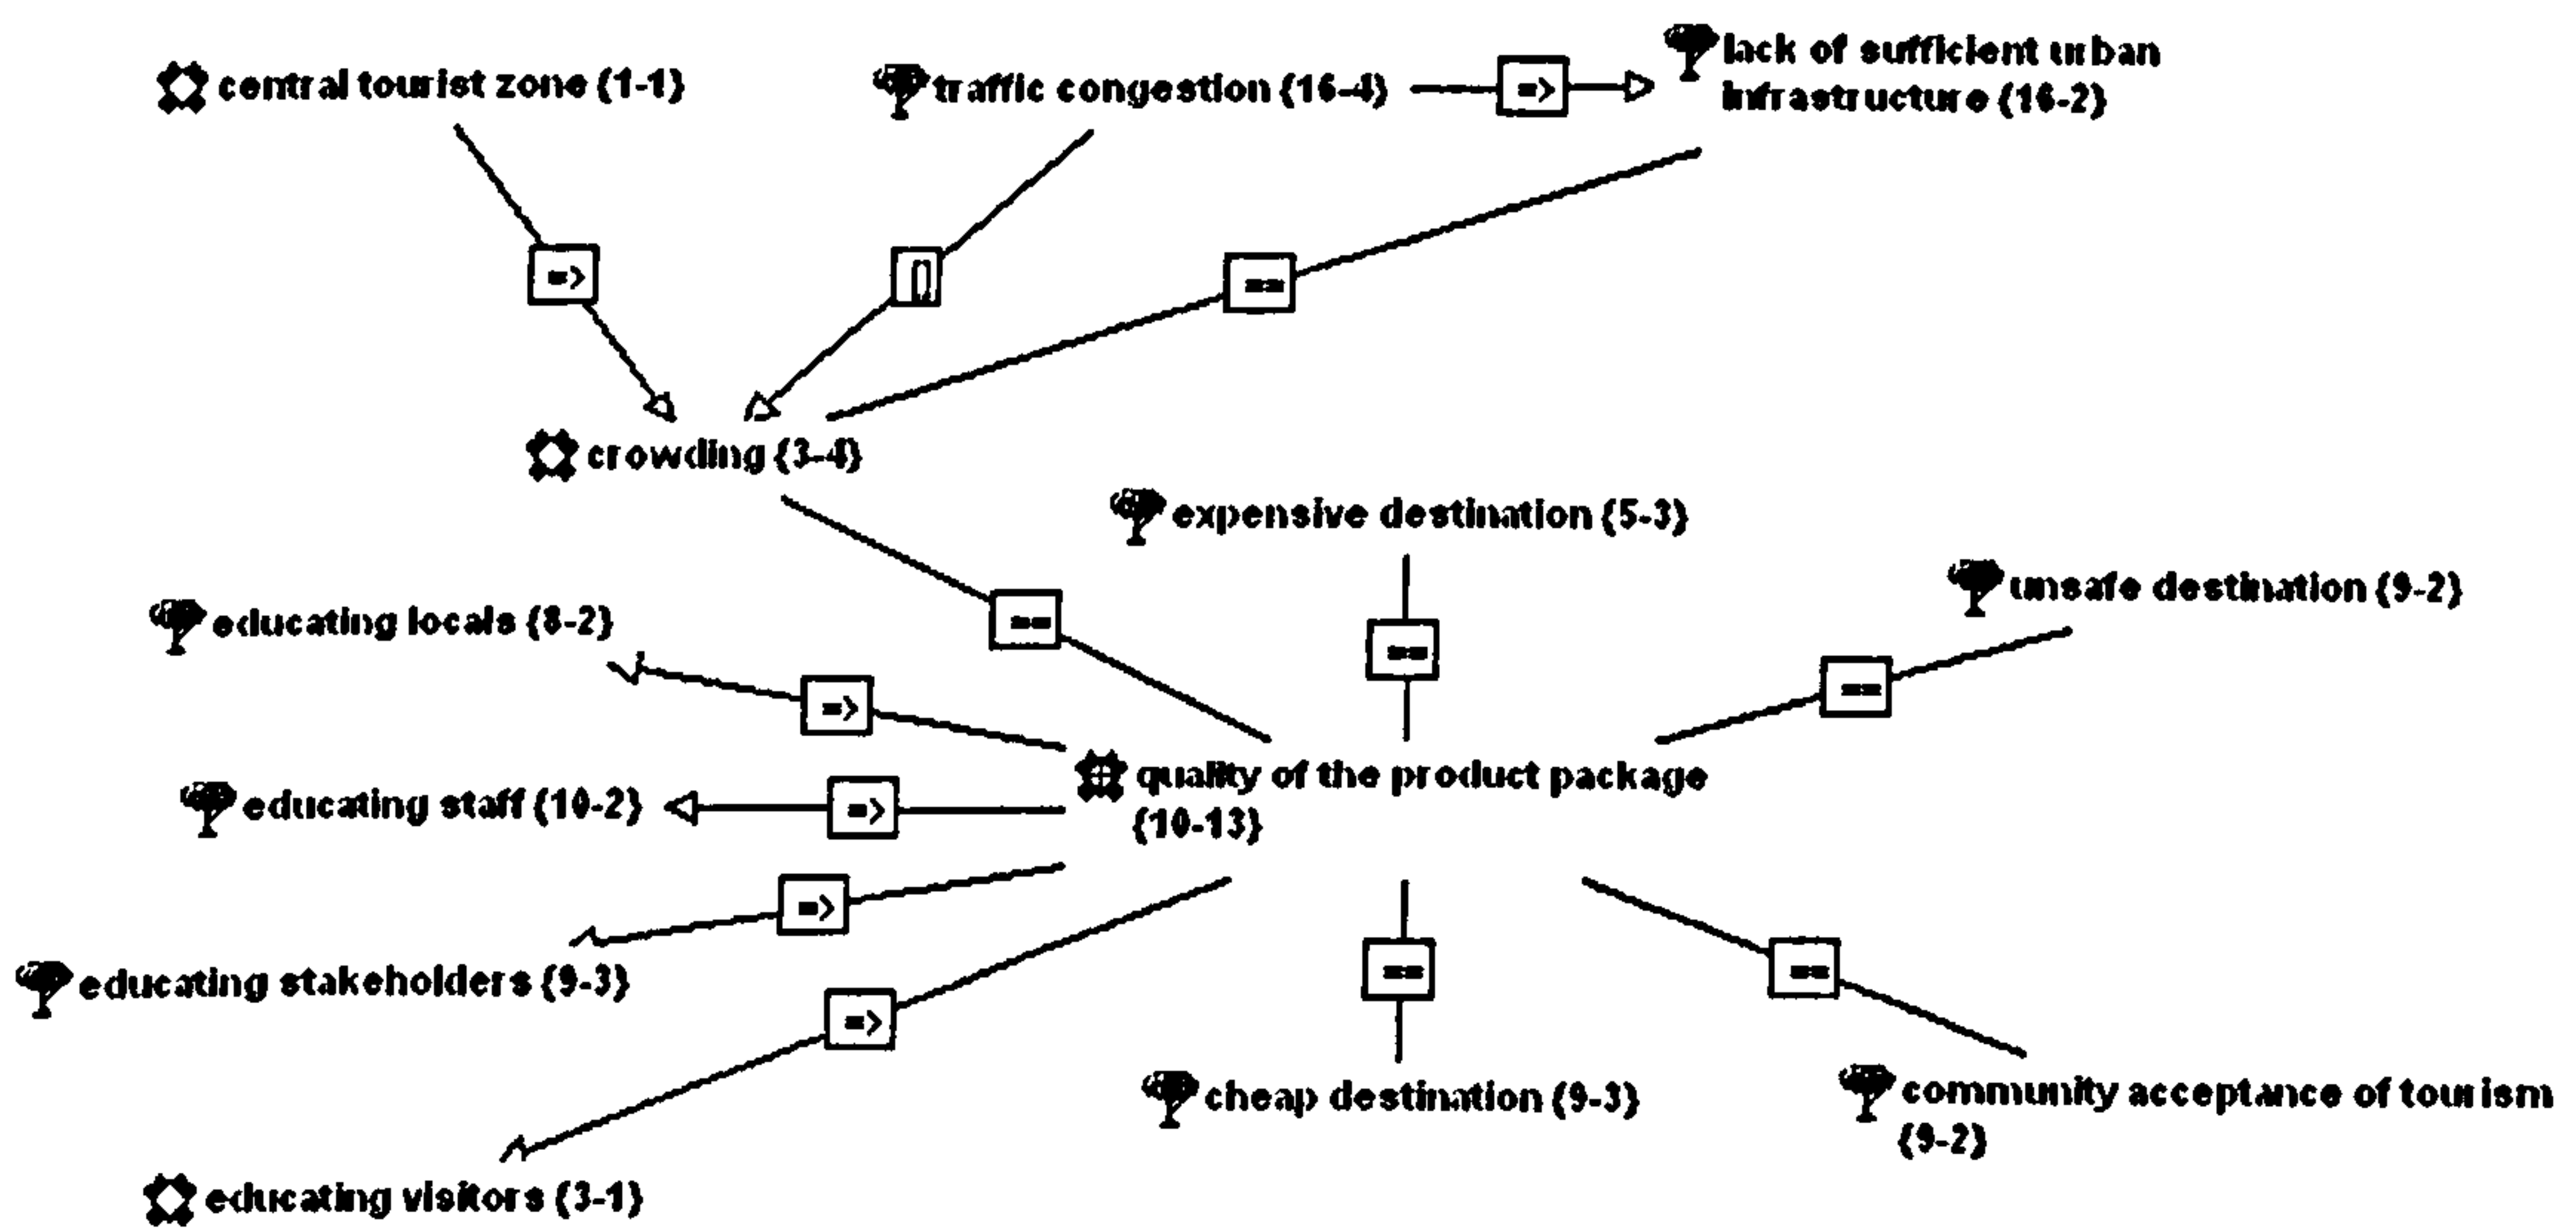 central tourist zone {1-1}
traffic congestion {16-4}
=>
lack of sufficient urban
infrastructure {16-2}
=>
[]
==
crowding {3-4}
expensive destination {5-3}
unsafe destination {9-2}
educating locals {8-2}
==
==
==
=>
quality of the product package
{10-13}
educating staff {10-2}
=>
=>
educating stakeholders {9-3}
==
==
=>
cheap destination {9-3}
community acceptance of tourism
{9-2}
educating visitors {3-1}